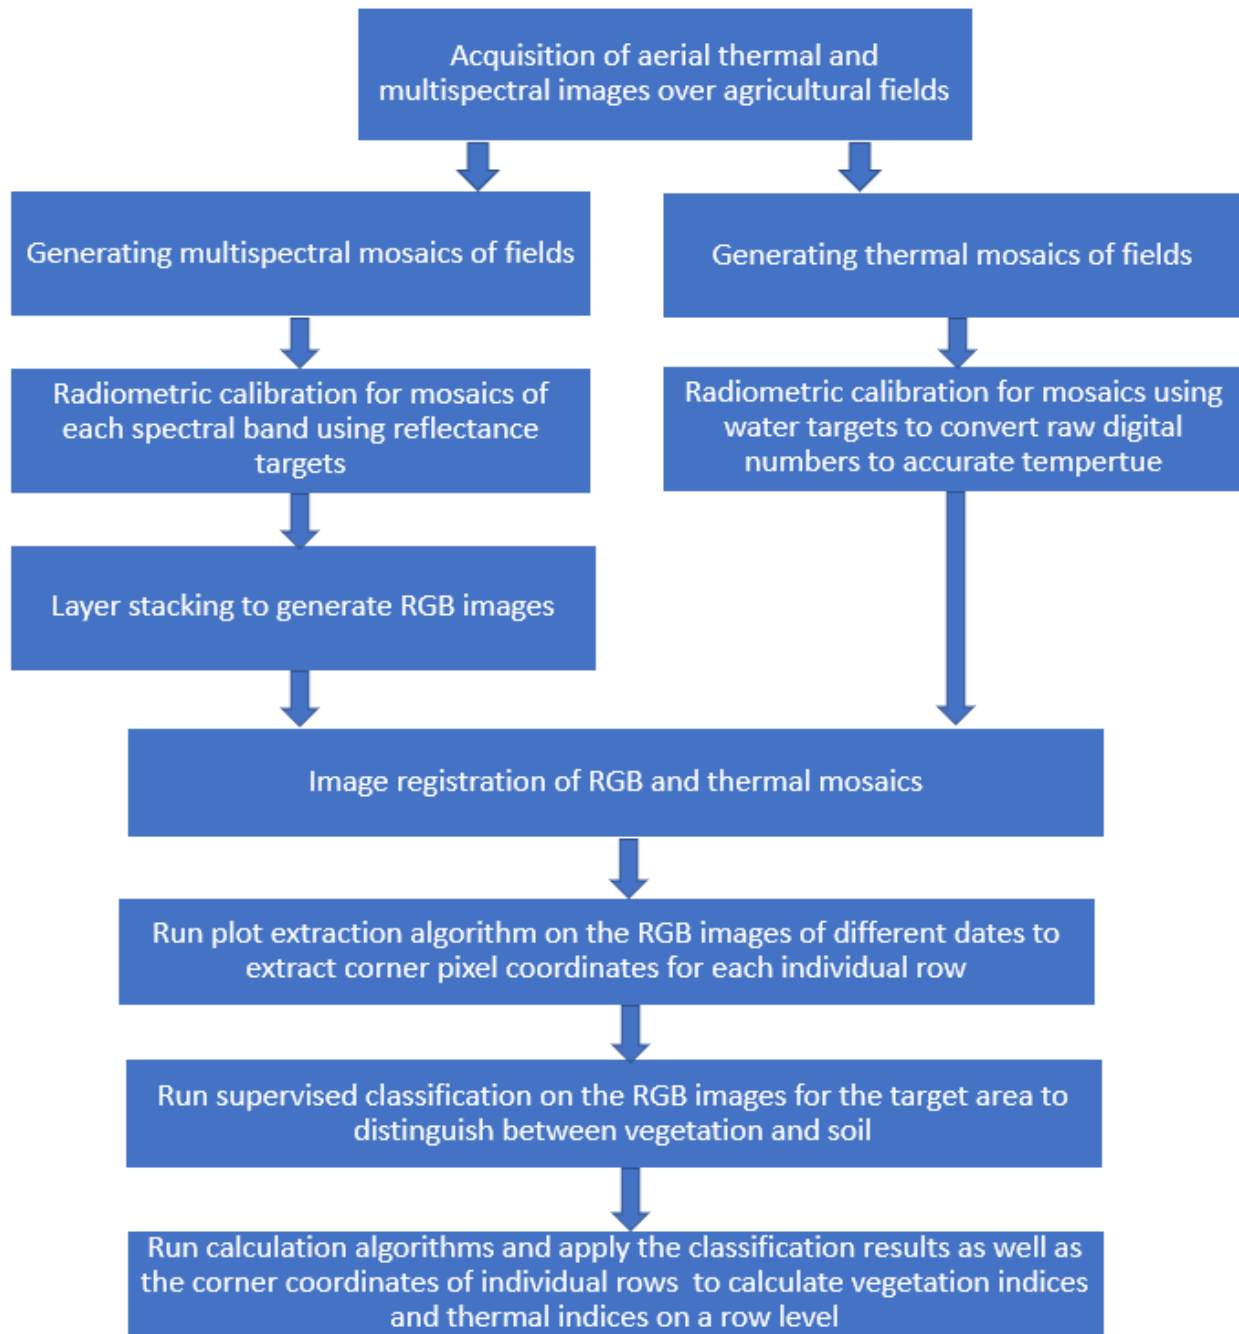 Acquisition of aerial thermal and
multispectral images over agricultural fields
Generating multispectral mosaics of fields
Generating thermal mosaics of fields
Radiometric calibration for mosaics of
each spectral band using reflectance
targets
Radiometric calibration for mosaics using
water targets to convert raw digital
numbers to accurate tempertue
Layer stacking to generate RGB images
Image registration of RGB and thermal mosaics
Run plot extraction algorithm on the RGB images of different dates to
extract corner pixel coordinates for each individual row
Run supervised classification on the RGB images for the target area to
distinguish between vegetation and soil
Run calculation algorithms and apply the classification results as well as
the corner coordinates of individual rows  to calculate vegetation indices
and thermal indices on a row level